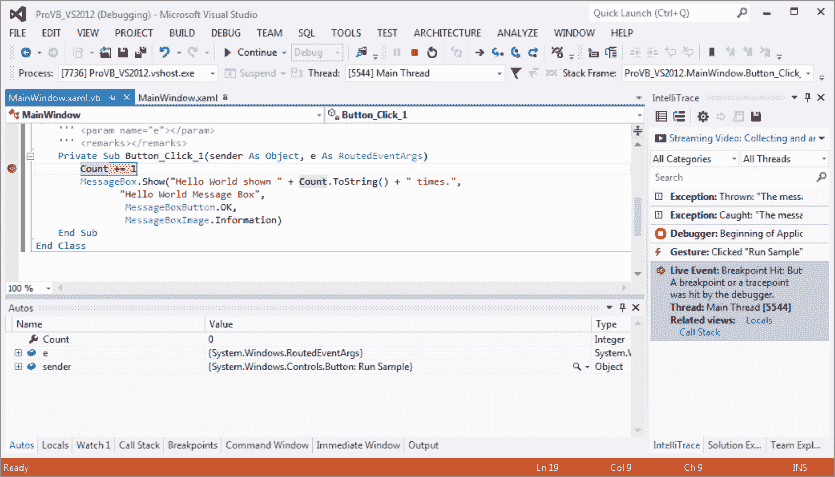 ProVB_VS2012 (Debugging) - Microsoft Visual Studio
Quick Launch (Ctrl+Q)
FILE EDIT VIEW PROJECT BUILD DEBUG TEAM SQL TOOLS TEST ARCHITECTURE ANALYZE WINDOW HELP
Continue Debug
Process: [7736] ProVB_VS2012.vshost.exe Suspend Thread: [5544] Main Thread Stack Frame: ProVB_VS2012.MainWindow.Button_Click_
MainWindow.xaml.vb MainWindow.xaml
MainWindow Button_Click_1
''' <param name="e"></param>
''' <remarks></remarks>
Private Sub Button_Click_1(sender As Object, e As RoutedEventArgs)
Count += 1
MessageBox.Show("Hello World shown " + Count.ToString() + " times.",
"Hello World Message Box",
MessageBoxButton.OK,
MessageBoxImage.Information)
End Sub
End Class
100 %
Autos
Name Value Type
Count 0 Integer
e {System.Windows.RoutedEventArgs} System.W
sender {System.Windows.Controls.Button: Run Sample} Object
Autos Locals Watch 1 Call Stack Breakpoints Command Window Immediate Window Output
IntelliTrace
Streaming Video: Collecting and a
All Categories All Threads
Search
Exception: Thrown: "The messa
Exception: Caught: "The messa
Debugger: Beginning of Applic
Gesture: Clicked "Run Sample"
Live Event: Breakpoint Hit: But
A breakpoint or a tracepoint
was hit by the debugger.
Thread: Main Thread [5544]
Related views: Locals
Call Stack
IntelliTrace Solution Ex... Team Expl...
Ready Ln 19 Col 9 Ch 9 INS